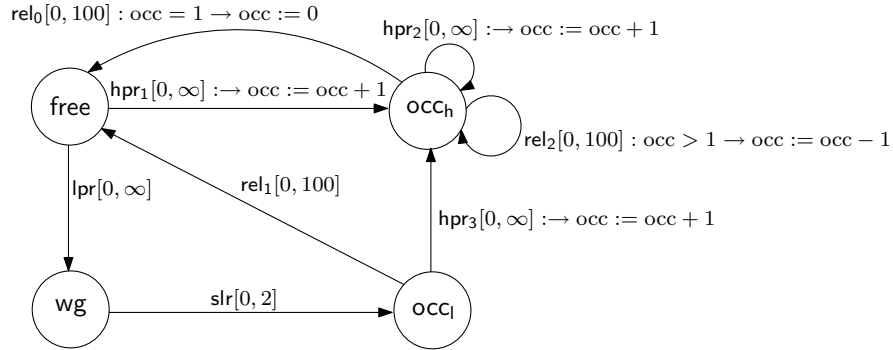 rel₀[0, 100] : occ = 1 → occ := 0
hpr₂[0, ∞] :→ occ := occ + 1
free
hpr₁[0, ∞] :→ occ := occ + 1
occₕ
rel₂[0, 100] : occ > 1 → occ := occ − 1
lpr[0, ∞]
rel₁[0, 100]
hpr₃[0, ∞] :→ occ := occ + 1
wg
slr[0, 2]
occₗ